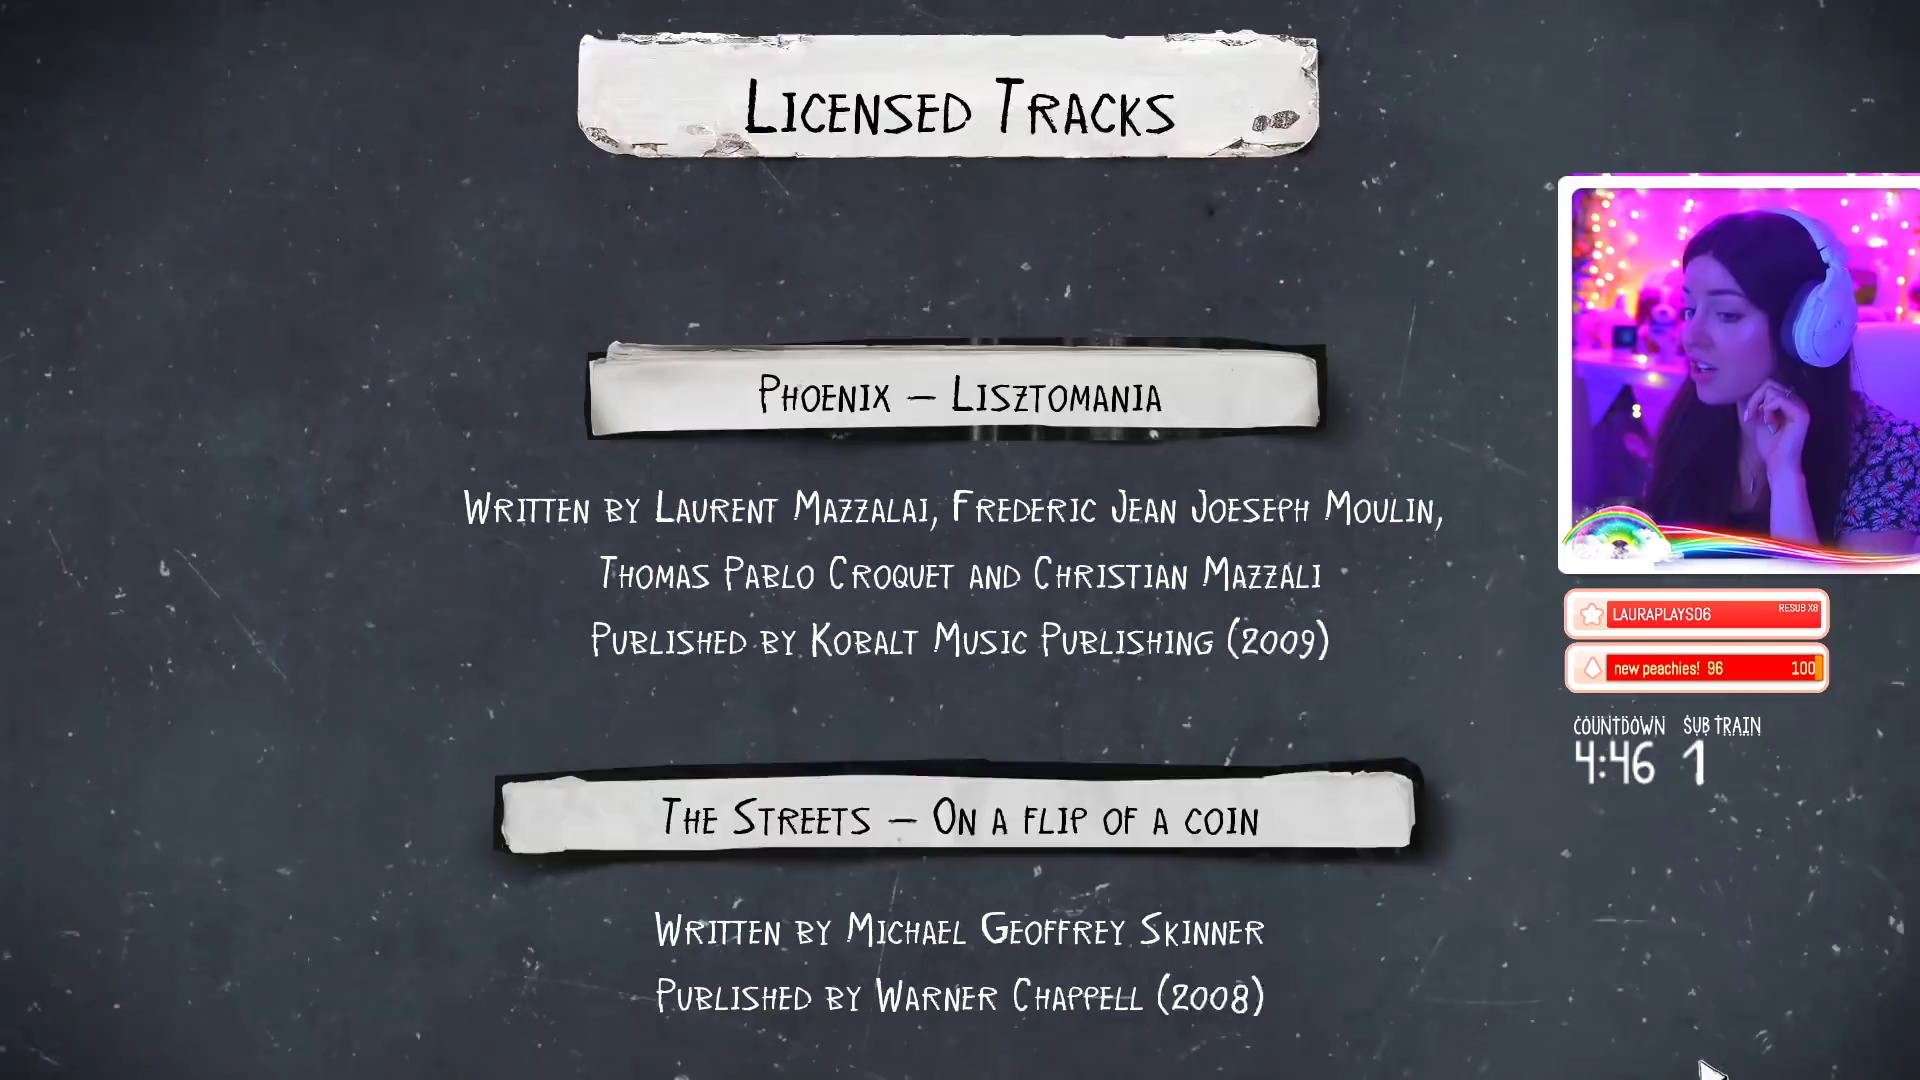 Licensed Tracks
Phoenix – Lisztomania
Written by Laurent Mazzalai, Frederic Jean Joeseph Moulin,
Thomas Pablo Croquet and Christian Mazzali
Published by Kobalt Music Publishing (2009)
The Streets – On a flip of a coin
Written by Michael Geoffrey Skinner
Published by Warner Chappell (2008)
LAURAPLAYS06 RESUB X8
new peachies! 96 100
COUNTDOWN SUB TRAIN
4:46 1